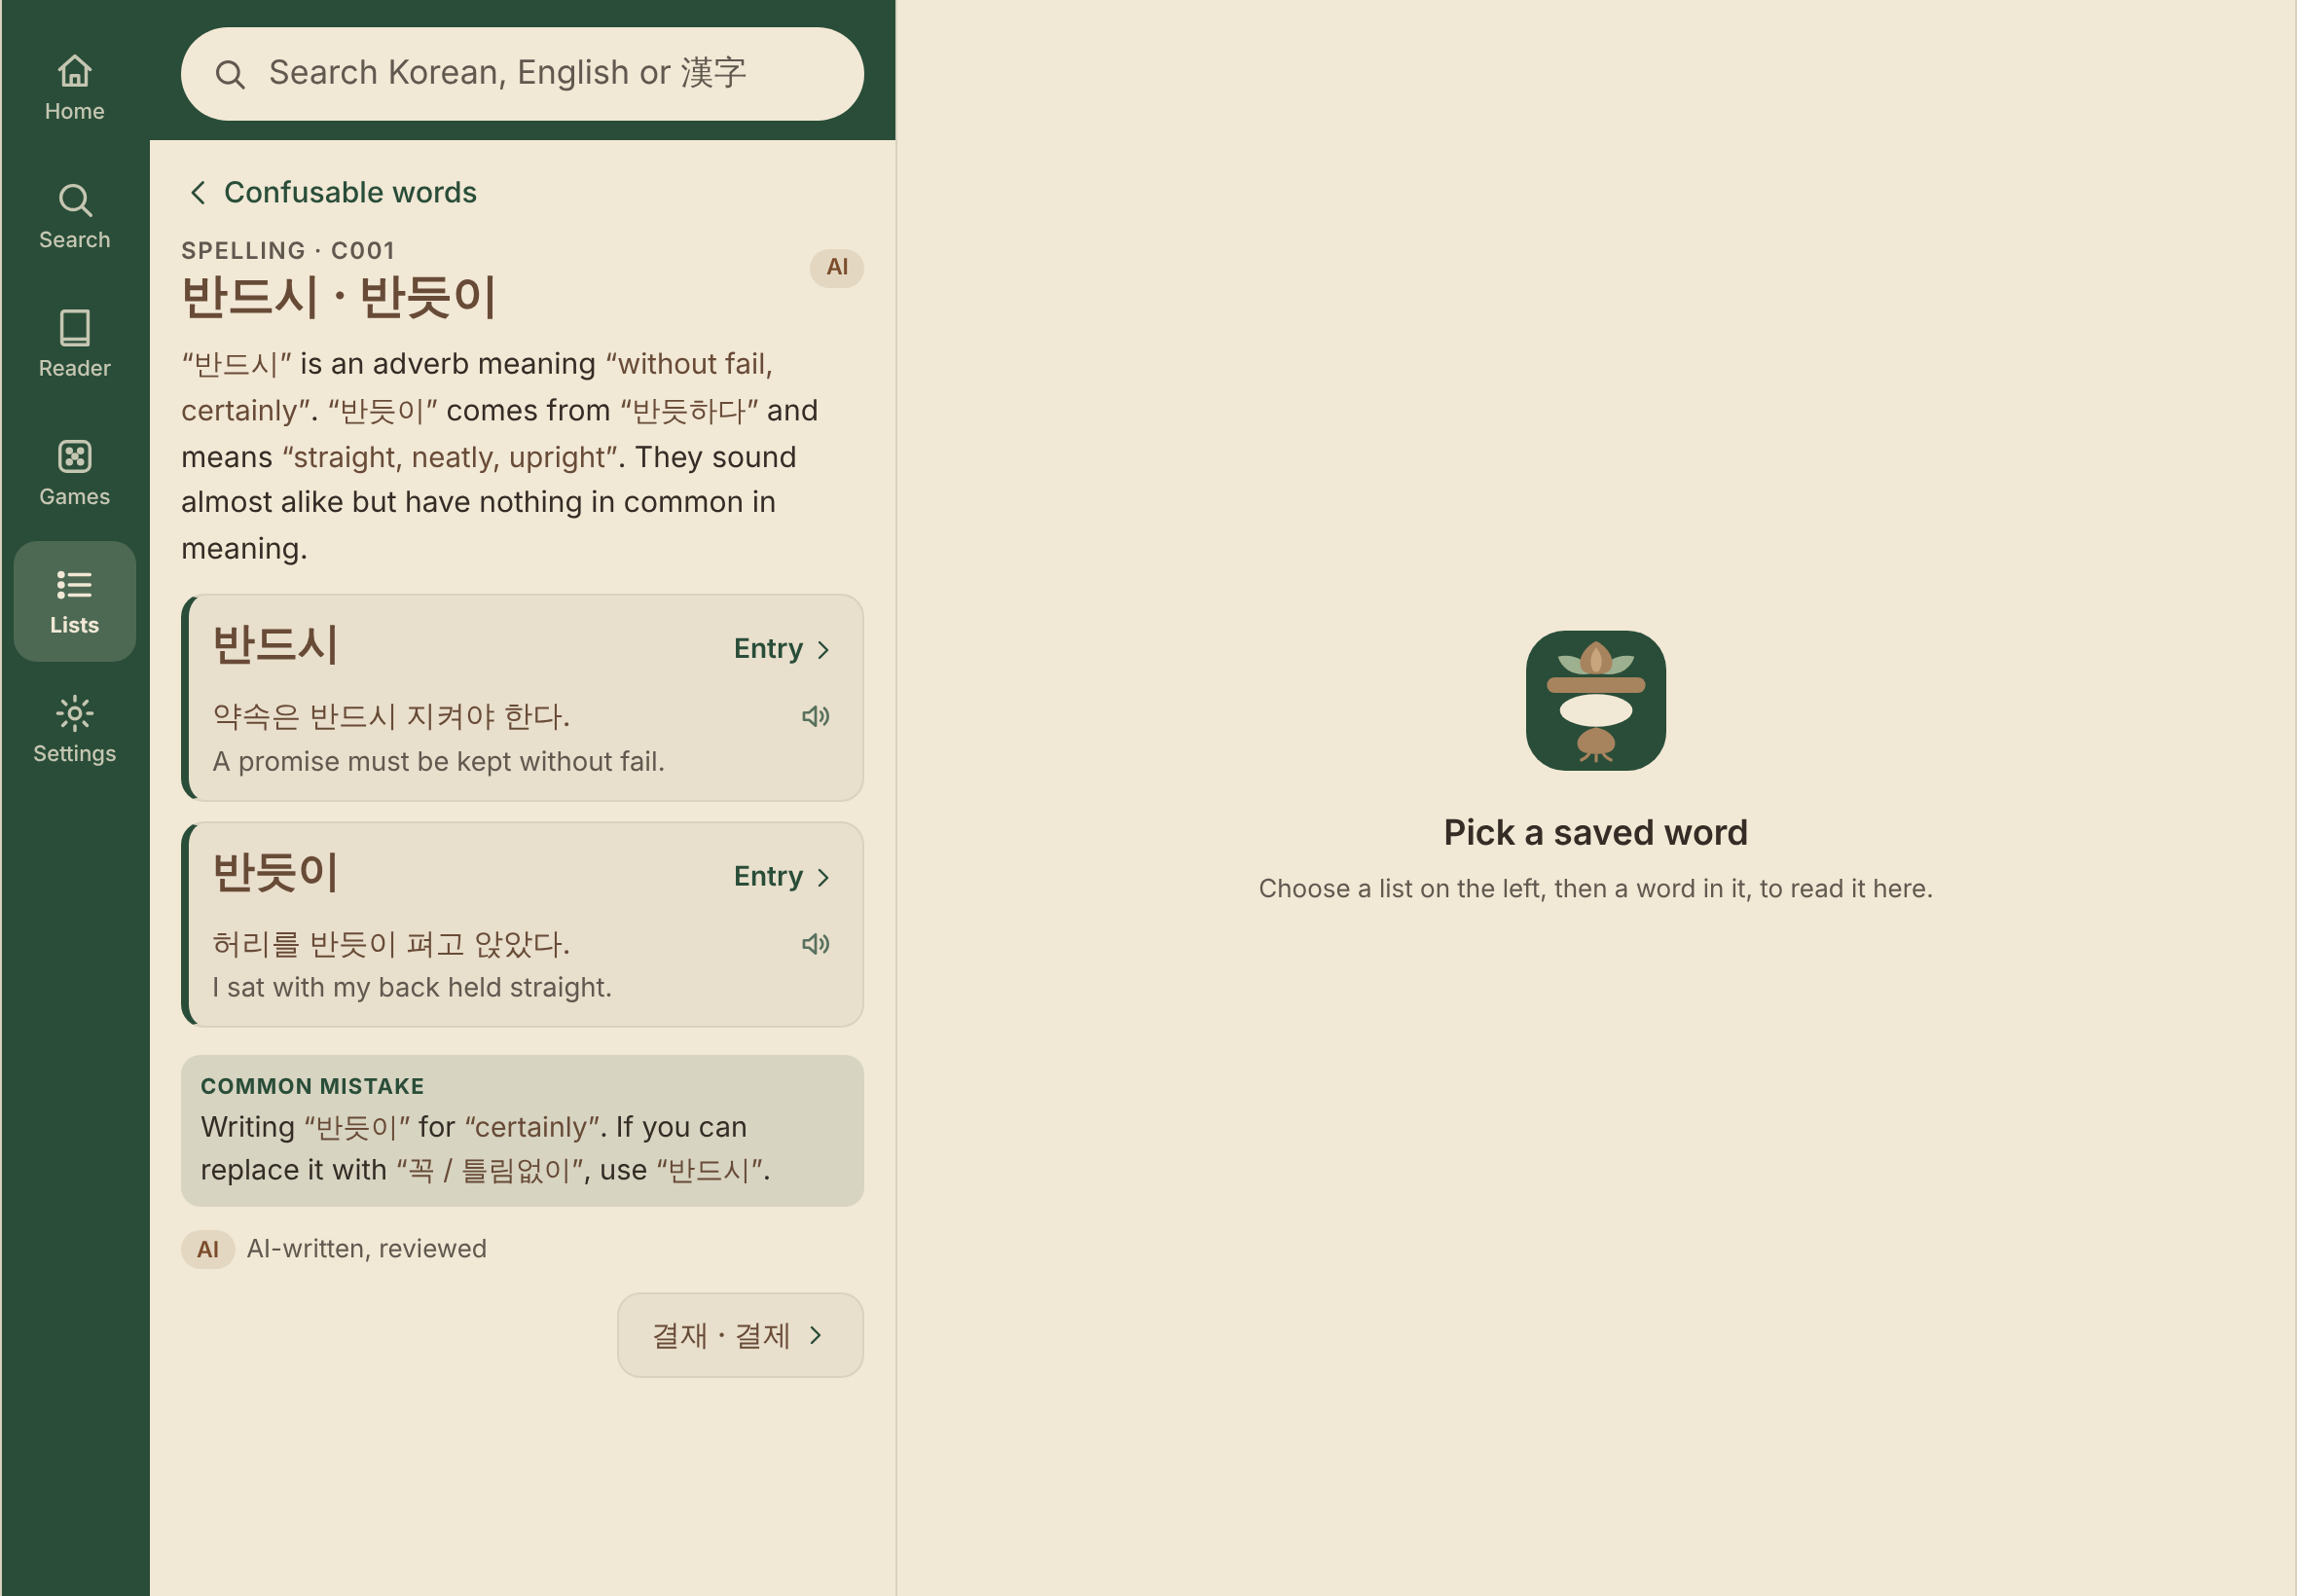 Home
Search
Reader
Games
Lists
Settings
Search Korean, English or 漢字
Confusable words
SPELLING · C001
AI
반드시 · 반듯이
“반드시” is an adverb meaning “without fail,
certainly”. “반듯이” comes from “반듯하다” and
means “straight, neatly, upright”. They sound
almost alike but have nothing in common in
meaning.
반드시
Entry
약속은 반드시 지켜야 한다.
A promise must be kept without fail.
반듯이
Entry
허리를 반듯이 펴고 앉았다.
I sat with my back held straight.
COMMON MISTAKE
Writing “반듯이” for “certainly”. If you can
replace it with “꼭 / 틀림없이”, use “반드시”.
AI AI-written, reviewed
결재 · 결제
Pick a saved word
Choose a list on the left, then a word in it, to read it here.